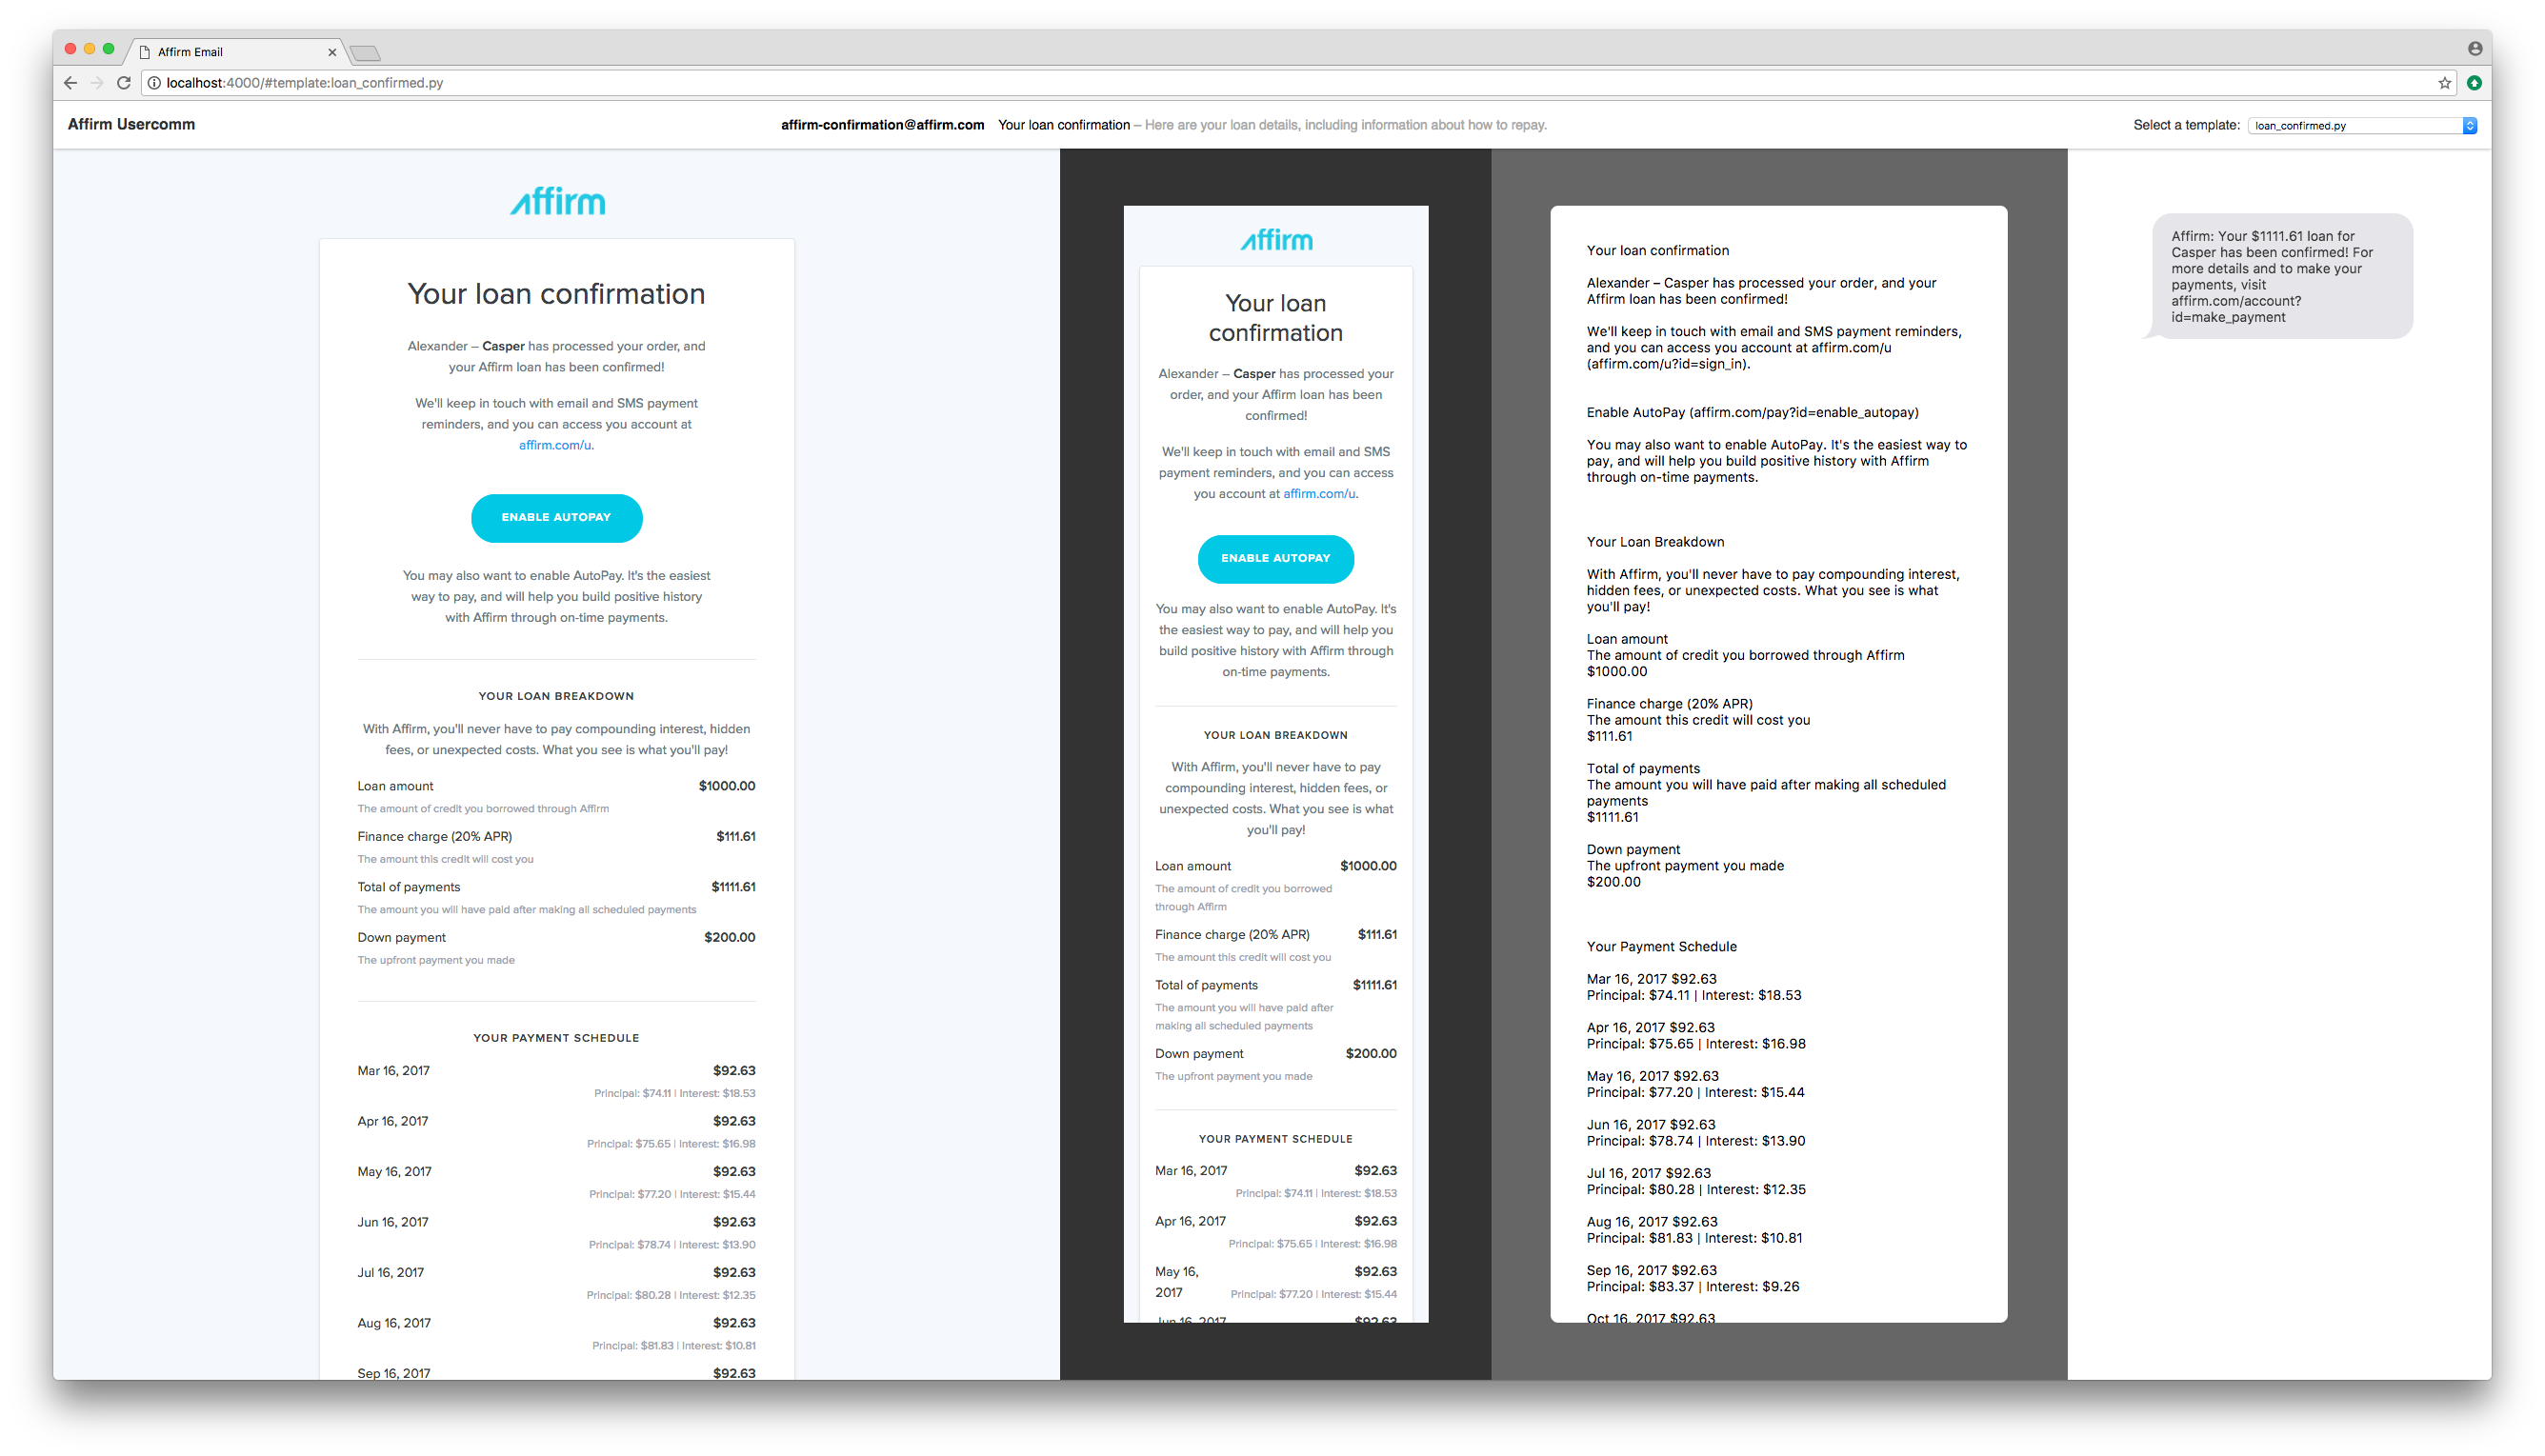 Affirm Email
localhost:4000/#template:loan_confirmed.py
Affirm Usercomm
affirm-confirmation@affirm.com Your loan confirmation – Here are your loan details, including information about how to repay.
Select a template: loan_confirmed.py
affirm
Your loan confirmation
Alexander – Casper has processed your order, and
your Affirm loan has been confirmed!
We'll keep in touch with email and SMS payment
reminders, and you can access you account at
affirm.com/u.
ENABLE AUTOPAY
You may also want to enable AutoPay. It's the easiest
way to pay, and will help you build positive history
with Affirm through on-time payments.
YOUR LOAN BREAKDOWN
With Affirm, you'll never have to pay compounding interest, hidden
fees, or unexpected costs. What you see is what you'll pay!
Loan amount $1000.00
The amount of credit you borrowed through Affirm
Finance charge (20% APR) $111.61
The amount this credit will cost you
Total of payments $1111.61
The amount you will have paid after making all scheduled payments
Down payment $200.00
The upfront payment you made
YOUR PAYMENT SCHEDULE
Mar 16, 2017 $92.63
Principal: $74.11 | Interest: $18.53
Apr 16, 2017 $92.63
Principal: $75.65 | Interest: $16.98
May 16, 2017 $92.63
Principal: $77.20 | Interest: $15.44
Jun 16, 2017 $92.63
Principal: $78.74 | Interest: $13.90
Jul 16, 2017 $92.63
Principal: $80.28 | Interest: $12.35
Aug 16, 2017 $92.63
Principal: $81.83 | Interest: $10.81
Sep 16, 2017 $92.63
affirm
Your loan
confirmation
Alexander – Casper has processed your
order, and your Affirm loan has been
confirmed!
We'll keep in touch with email and SMS
payment reminders, and you can access
you account at affirm.com/u.
ENABLE AUTOPAY
You may also want to enable AutoPay. It's
the easiest way to pay, and will help you
build positive history with Affirm through
on-time payments.
YOUR LOAN BREAKDOWN
With Affirm, you'll never have to pay
compounding interest, hidden fees, or
unexpected costs. What you see is what
you'll pay!
Loan amount $1000.00
The amount of credit you borrowed
through Affirm
Finance charge (20% APR) $111.61
The amount this credit will cost you
Total of payments $1111.61
The amount you will have paid after
making all scheduled payments
Down payment $200.00
The upfront payment you made
YOUR PAYMENT SCHEDULE
Mar 16, 2017 $92.63
Principal: $74.11 | Interest: $18.53
Apr 16, 2017 $92.63
Principal: $75.65 | Interest: $16.98
May 16, $92.63
2017 Principal: $77.20 | Interest: $15.44
Jun 16, 2017 $92.63
Your loan confirmation
Alexander – Casper has processed your order, and your
Affirm loan has been confirmed!
We'll keep in touch with email and SMS payment reminders,
and you can access you account at affirm.com/u
(affirm.com/u?id=sign_in).
Enable AutoPay (affirm.com/pay?id=enable_autopay)
You may also want to enable AutoPay. It's the easiest way to
pay, and will help you build positive history with Affirm
through on-time payments.
Your Loan Breakdown
With Affirm, you'll never have to pay compounding interest,
hidden fees, or unexpected costs. What you see is what
you'll pay!
Loan amount
The amount of credit you borrowed through Affirm
$1000.00
Finance charge (20% APR)
The amount this credit will cost you
$111.61
Total of payments
The amount you will have paid after making all scheduled
payments
$1111.61
Down payment
The upfront payment you made
$200.00
Your Payment Schedule
Mar 16, 2017 $92.63
Principal: $74.11 | Interest: $18.53
Apr 16, 2017 $92.63
Principal: $75.65 | Interest: $16.98
May 16, 2017 $92.63
Principal: $77.20 | Interest: $15.44
Jun 16, 2017 $92.63
Principal: $78.74 | Interest: $13.90
Jul 16, 2017 $92.63
Principal: $80.28 | Interest: $12.35
Aug 16, 2017 $92.63
Principal: $81.83 | Interest: $10.81
Sep 16, 2017 $92.63
Principal: $83.37 | Interest: $9.26
Oct 16, 2017 $92.63
Affirm: Your $1111.61 loan for
Casper has been confirmed! For
more details and to make your
payments, visit
affirm.com/account?
id=make_payment